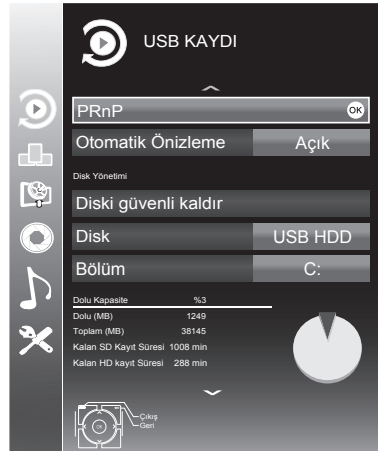 USB KAYDI
PRnP OK
Otomatik Önizleme Açık
Disk Yönetimi
Diski güvenli kaldır
Disk USB HDD
Bölüm C:
Dolu Kapasite %3
Dolu (MB) 1249
Toplam (MB) 38145
Kalan SD Kayıt Süresi 1008 min
Kalan HD kayıt Süresi 288 min
Çıkış
OK Geri